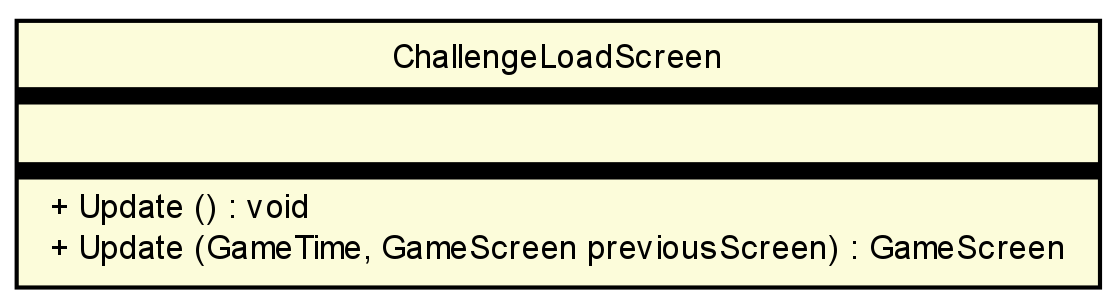 ChallengeLoadScreen
+ Update () : void
+ Update (GameTime, GameScreen previousScreen) : GameScreen